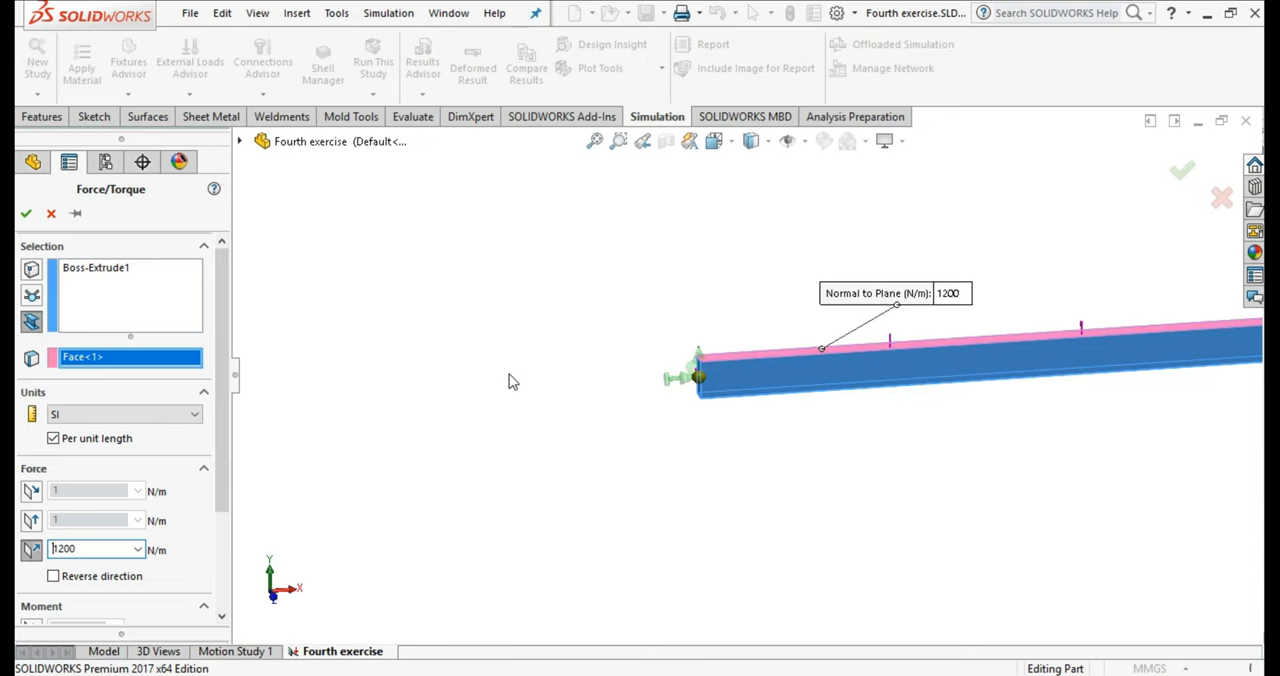 SOLIDWORKS File Edit View Insert Tools Simulation Window Help Fourth exercise.SLD... Search SOLIDWORKS Help ?
New Study
Apply Material
Fixtures Advisor
External Loads Advisor
Connections Advisor
Shell Manager
Run This Study
Results Advisor
Deformed Result
Compare Results
Design Insight
Plot Tools
Report
Include Image for Report
Offloaded Simulation
Manage Network
Features Sketch Surfaces Sheet Metal Weldments Mold Tools Evaluate DimXpert SOLIDWORKS Add-Ins Simulation SOLIDWORKS MBD Analysis Preparation
Fourth exercise (Default<...
Force/Torque ?
Selection
Boss-Extrude1
Face<1>
Units
SI
Per unit length
Force
1 N/m
1 N/m
1200 N/m
Reverse direction
Moment
Normal to Plane (N/m): 1200
Y
X
Z
Model 3D Views Motion Study 1 Fourth exercise
SOLIDWORKS Premium 2017 x64 Edition Editing Part MMGS